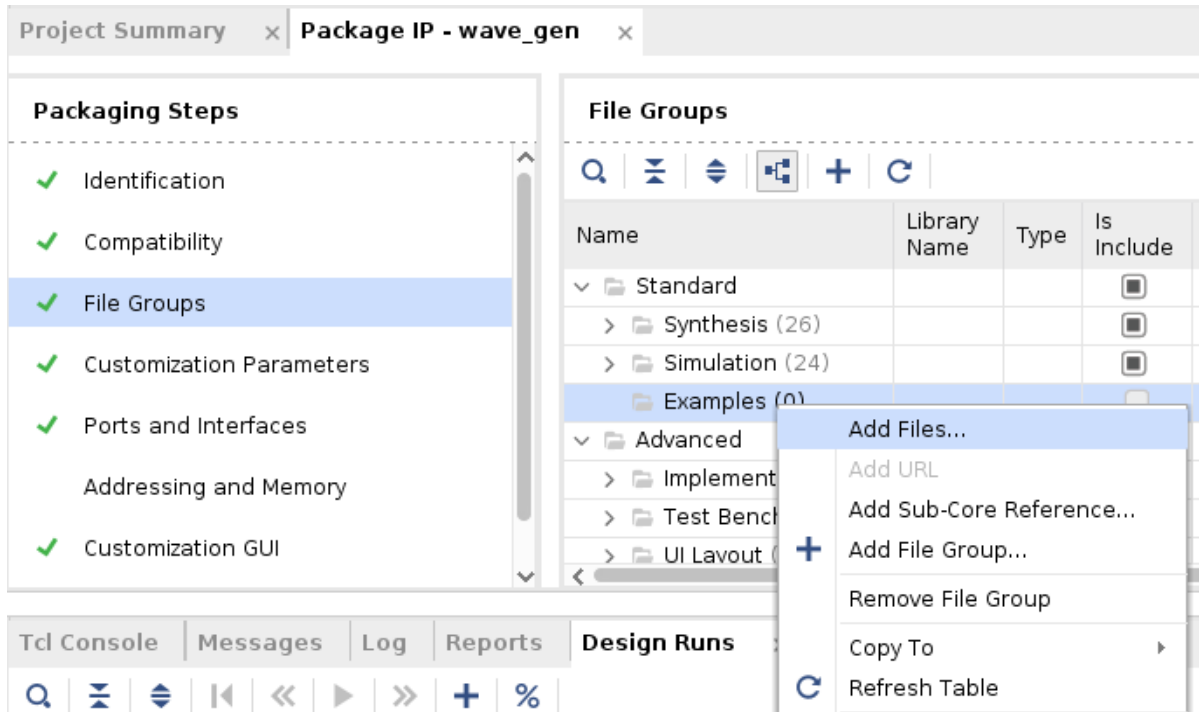 Project Summary × Package IP - wave_gen ×
Packaging Steps
Identification
Compatibility
File Groups
Customization Parameters
Ports and Interfaces
Addressing and Memory
Customization GUI
File Groups
Name Library Name Type Is Include
Standard
Synthesis (26)
Simulation (24)
Examples (0)
Advanced
Implement
Test Bench
UI Layout (
Add Files...
Add URL
Add Sub-Core Reference...
Add File Group...
Remove File Group
Copy To
Refresh Table
Tcl Console Messages Log Reports Design Runs
%